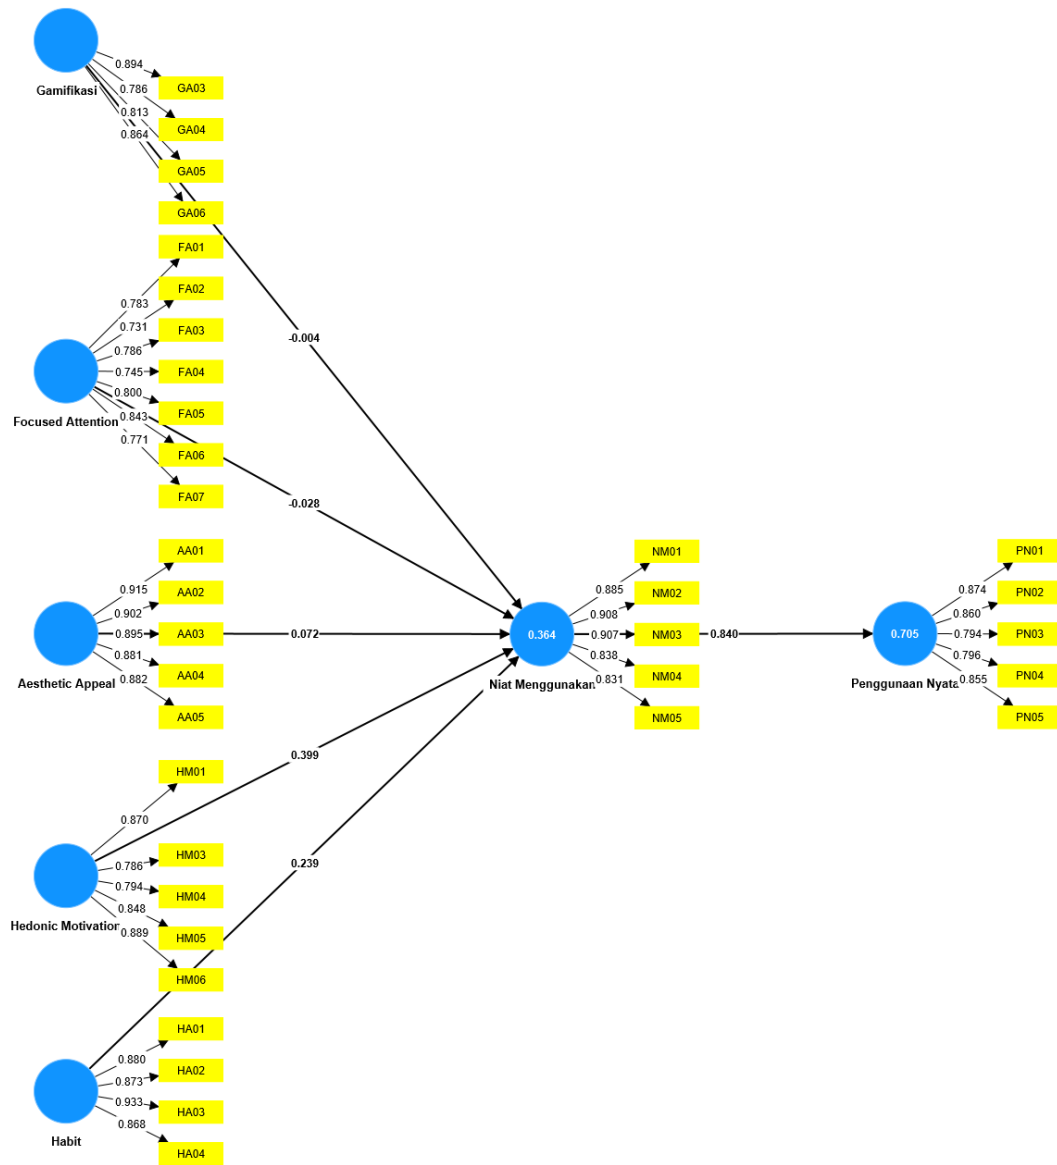 Gamifikasi
0.894
0.786
0.813
0.864
GA03
GA04
GA05
GA06
-0.004
Focused Attention
0.783
0.731
0.786
0.745
0.800
0.843
0.771
FA01
FA02
FA03
FA04
FA05
FA06
FA07
-0.028
Aesthetic Appeal
0.915
0.902
0.895
0.881
0.882
AA01
AA02
AA03
AA04
AA05
0.072
Hedonic Motivation
0.870
0.786
0.794
0.848
0.889
HM01
HM03
HM04
HM05
HM06
0.399
Habit
0.880
0.873
0.933
0.868
HA01
HA02
HA03
HA04
0.239
0.364
Niat Menggunakan
0.885
0.908
0.907
0.838
0.831
NM01
NM02
NM03
NM04
NM05
0.840
0.705
Penggunaan Nyata
0.874
0.860
0.794
0.796
0.855
PN01
PN02
PN03
PN04
PN05